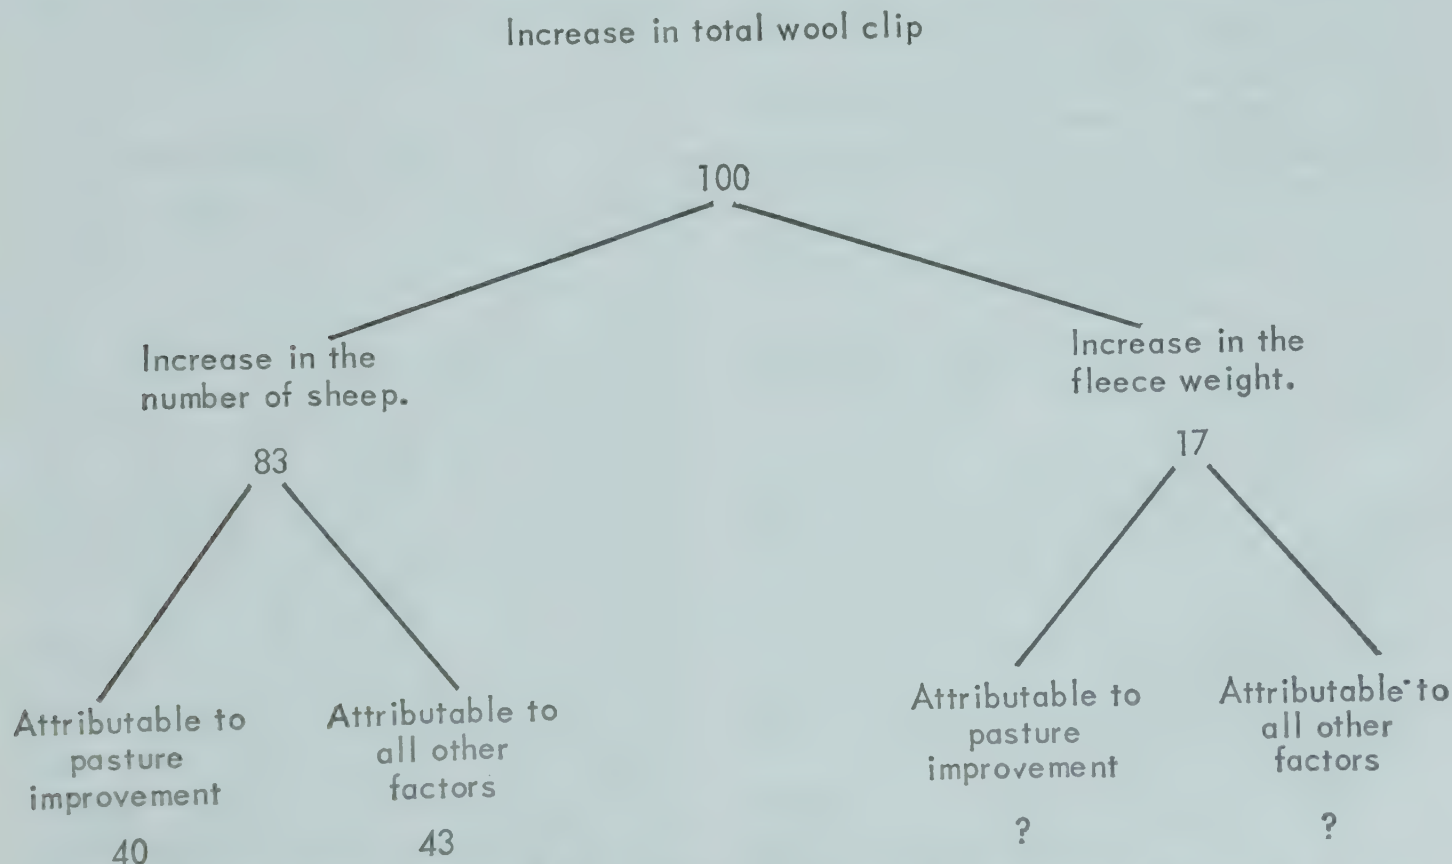 Increase in total wool clip
100
Increase in the
number of sheep.
83
Increase in the
fleece weight.
17
Attributable to
pasture
improvement
40
Attributable to
all other
factors
43
Attributable to
pasture
improvement
?
Attributable to
all other
factors
?